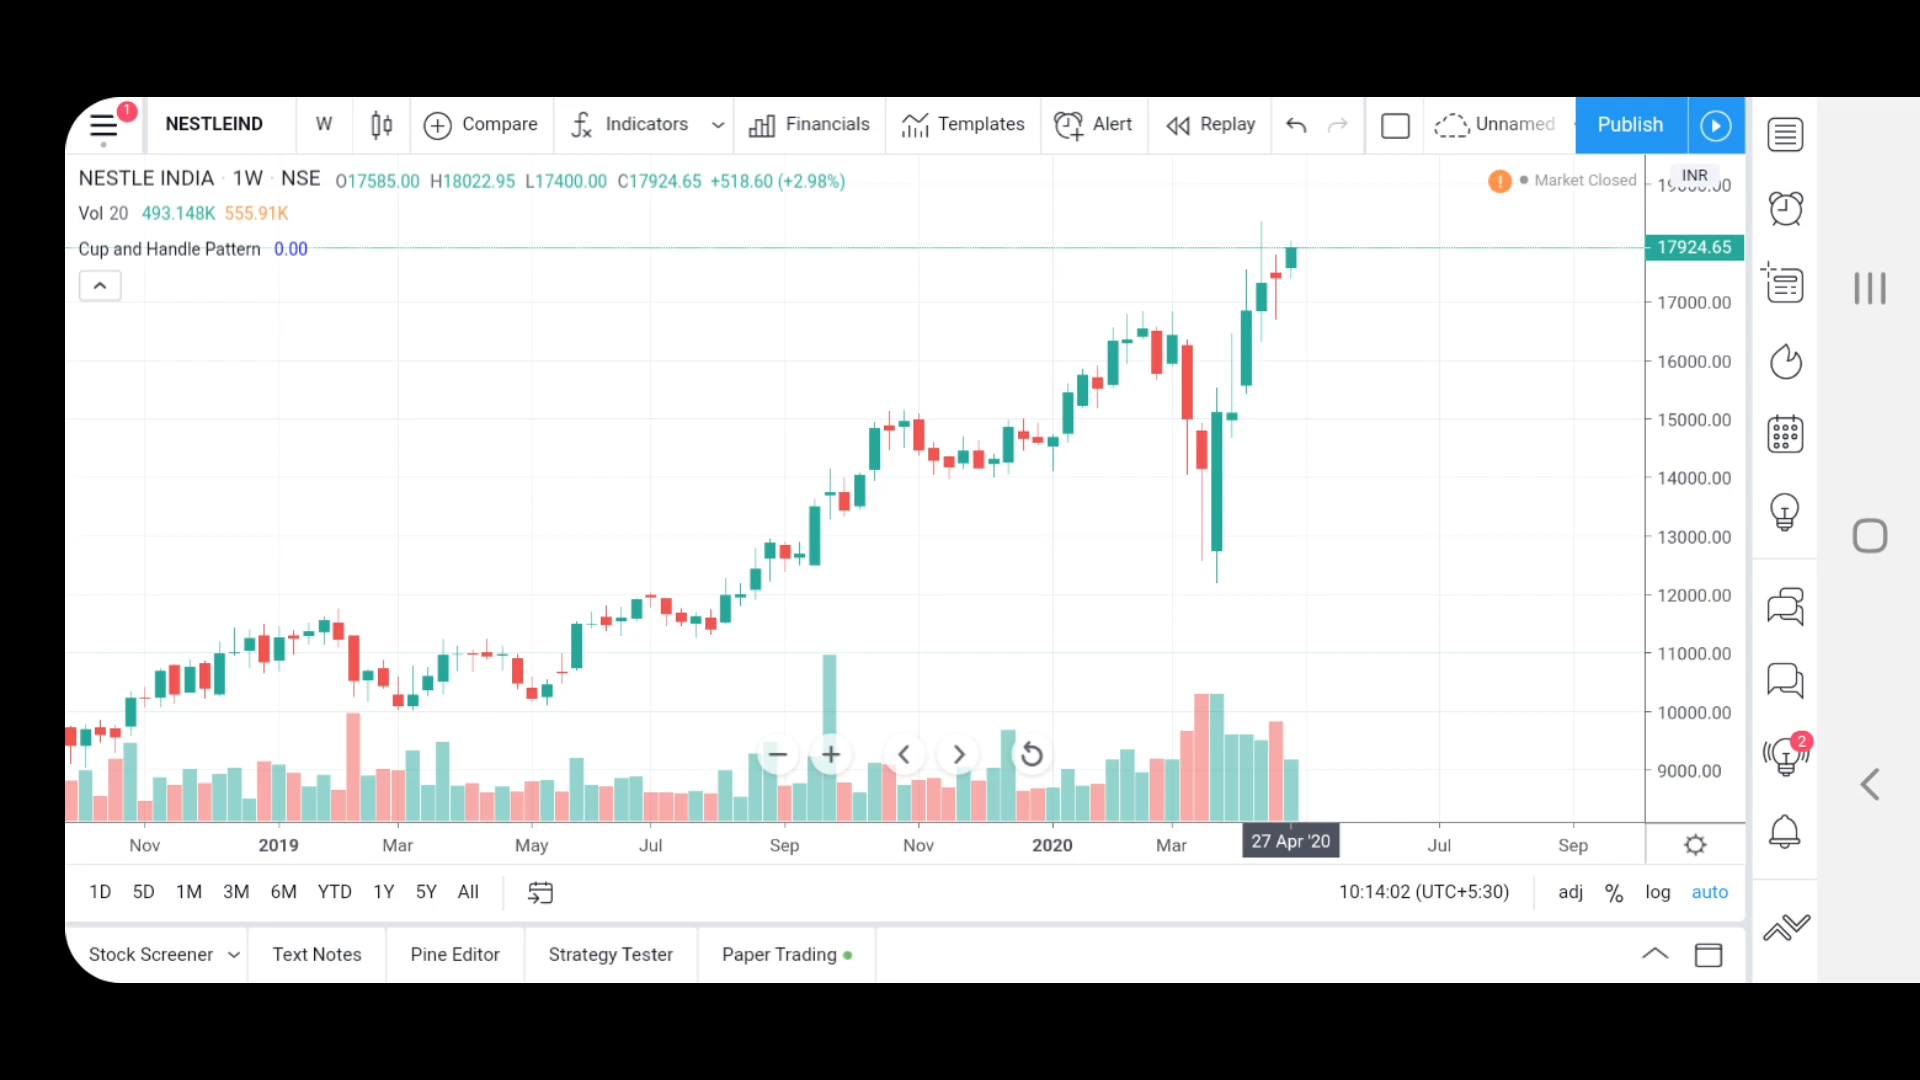 1
NESTLEIND W Compare Indicators Financials Templates Alert Replay Unnamed Publish
NESTLE INDIA · 1W · NSE O17585.00 H18022.95 L17400.00 C17924.65 +518.60 (+2.98%)
Market Closed
INR
Vol 20 493.148K 555.91K
Cup and Handle Pattern 0.00
17924.65
17000.00
16000.00
15000.00
14000.00
13000.00
12000.00
11000.00
10000.00
9000.00
2
Nov 2019 Mar May Jul Sep Nov 2020 Mar 27 Apr '20 Jul Sep
1D 5D 1M 3M 6M YTD 1Y 5Y All
10:14:02 (UTC+5:30) adj % log auto
Stock Screener Text Notes Pine Editor Strategy Tester Paper Trading